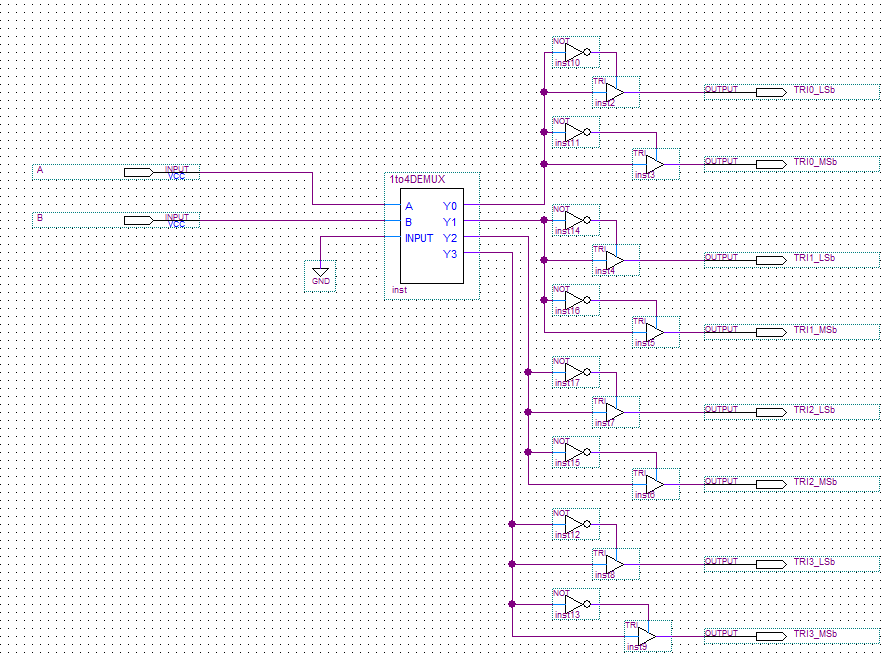 NOT
inst10
TRI
inst2
OUTPUT TRI0_LSb
NOT
inst11
TRI
inst3
OUTPUT TRI0_MSb
A INPUT
VCC
B INPUT
VCC
1to4DEMUX
A Y0
B Y1
INPUT Y2
Y3
inst
GND
NOT
inst14
TRI
inst4
OUTPUT TRI1_LSb
NOT
inst16
TRI
inst5
OUTPUT TRI1_MSb
NOT
inst17
TRI
inst7
OUTPUT TRI2_LSb
NOT
inst15
TRI
inst6
OUTPUT TRI2_MSb
NOT
inst12
TRI
inst8
OUTPUT TRI3_LSb
NOT
inst13
TRI
inst9
OUTPUT TRI3_MSb